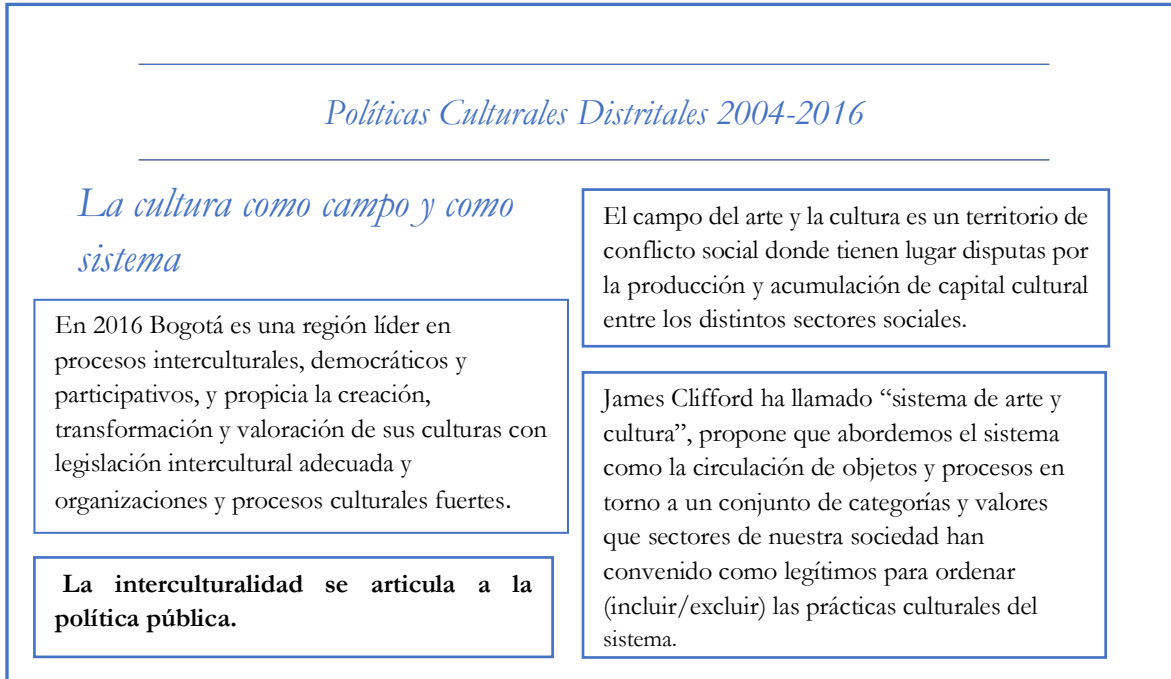 Políticas Culturales Distritales 2004-2016
La cultura como campo y como
sistema
En 2016 Bogotá es una región líder en
procesos interculturales, democráticos y
participativos, y propicia la creación,
transformación y valoración de sus culturas con
legislación intercultural adecuada y
organizaciones y procesos culturales fuertes.
La interculturalidad se articula a la
política pública.
El campo del arte y la cultura es un territorio de
conflicto social donde tienen lugar disputas por
la producción y acumulación de capital cultural
entre los distintos sectores sociales.
James Clifford ha llamado “sistema de arte y
cultura”, propone que abordemos el sistema
como la circulación de objetos y procesos en
torno a un conjunto de categorías y valores
que sectores de nuestra sociedad han
convenido como legítimos para ordenar
(incluir/excluir) las prácticas culturales del
sistema.